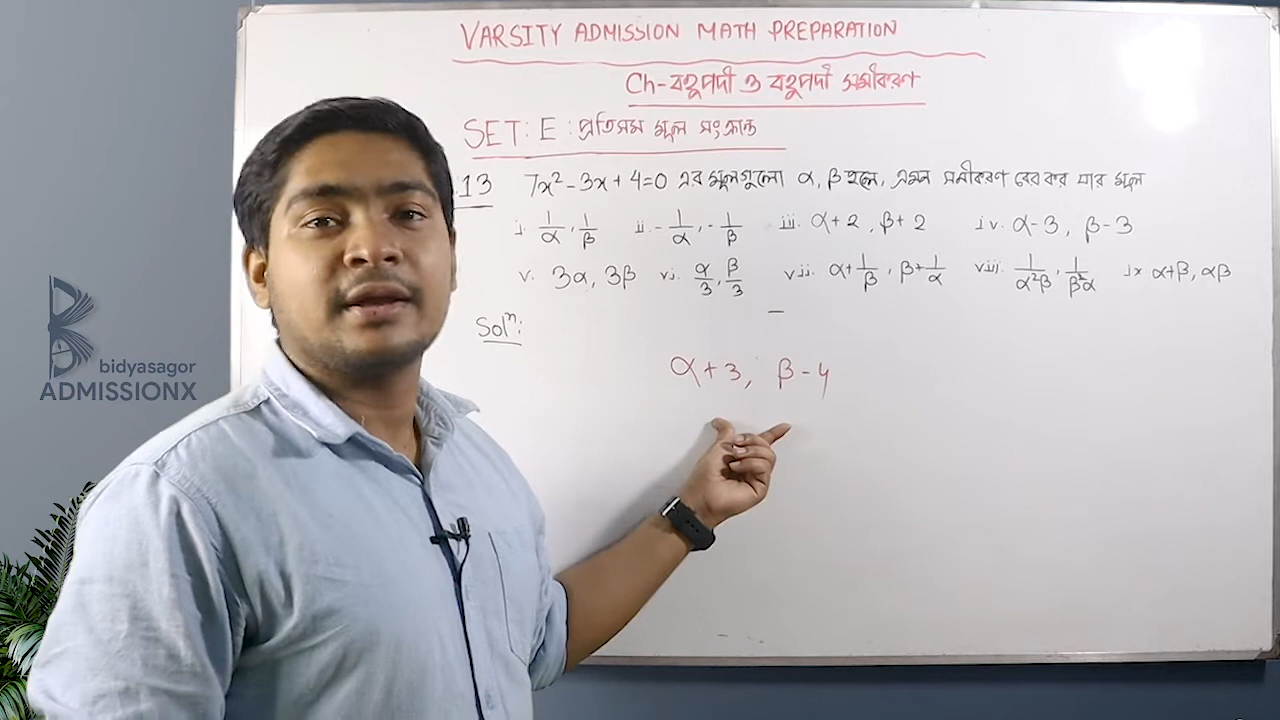 VARSITY ADMISSION MATH PREPARATION
Ch-বহুপদী ও বহুপদী সমীকরণ
SET: E : প্রতিসম মূল সংক্রান্ত
13 7x² - 3x + 4 = 0 এর মূলগুলো α, β হলে, এমন সমীকরণ বের কর যার মূল
i. 1/α, 1/β ii. -1/α, -1/β iii. α+2, β+2 iv. α-3, β-3
v. 3α, 3β vi. α/3, β/3 vii. α+1/β, β+1/α viii. 1/α²β, 1/β²α ix α+β, αβ
Solⁿ:
α+3, β-4
bidyasagor
ADMISSIONX